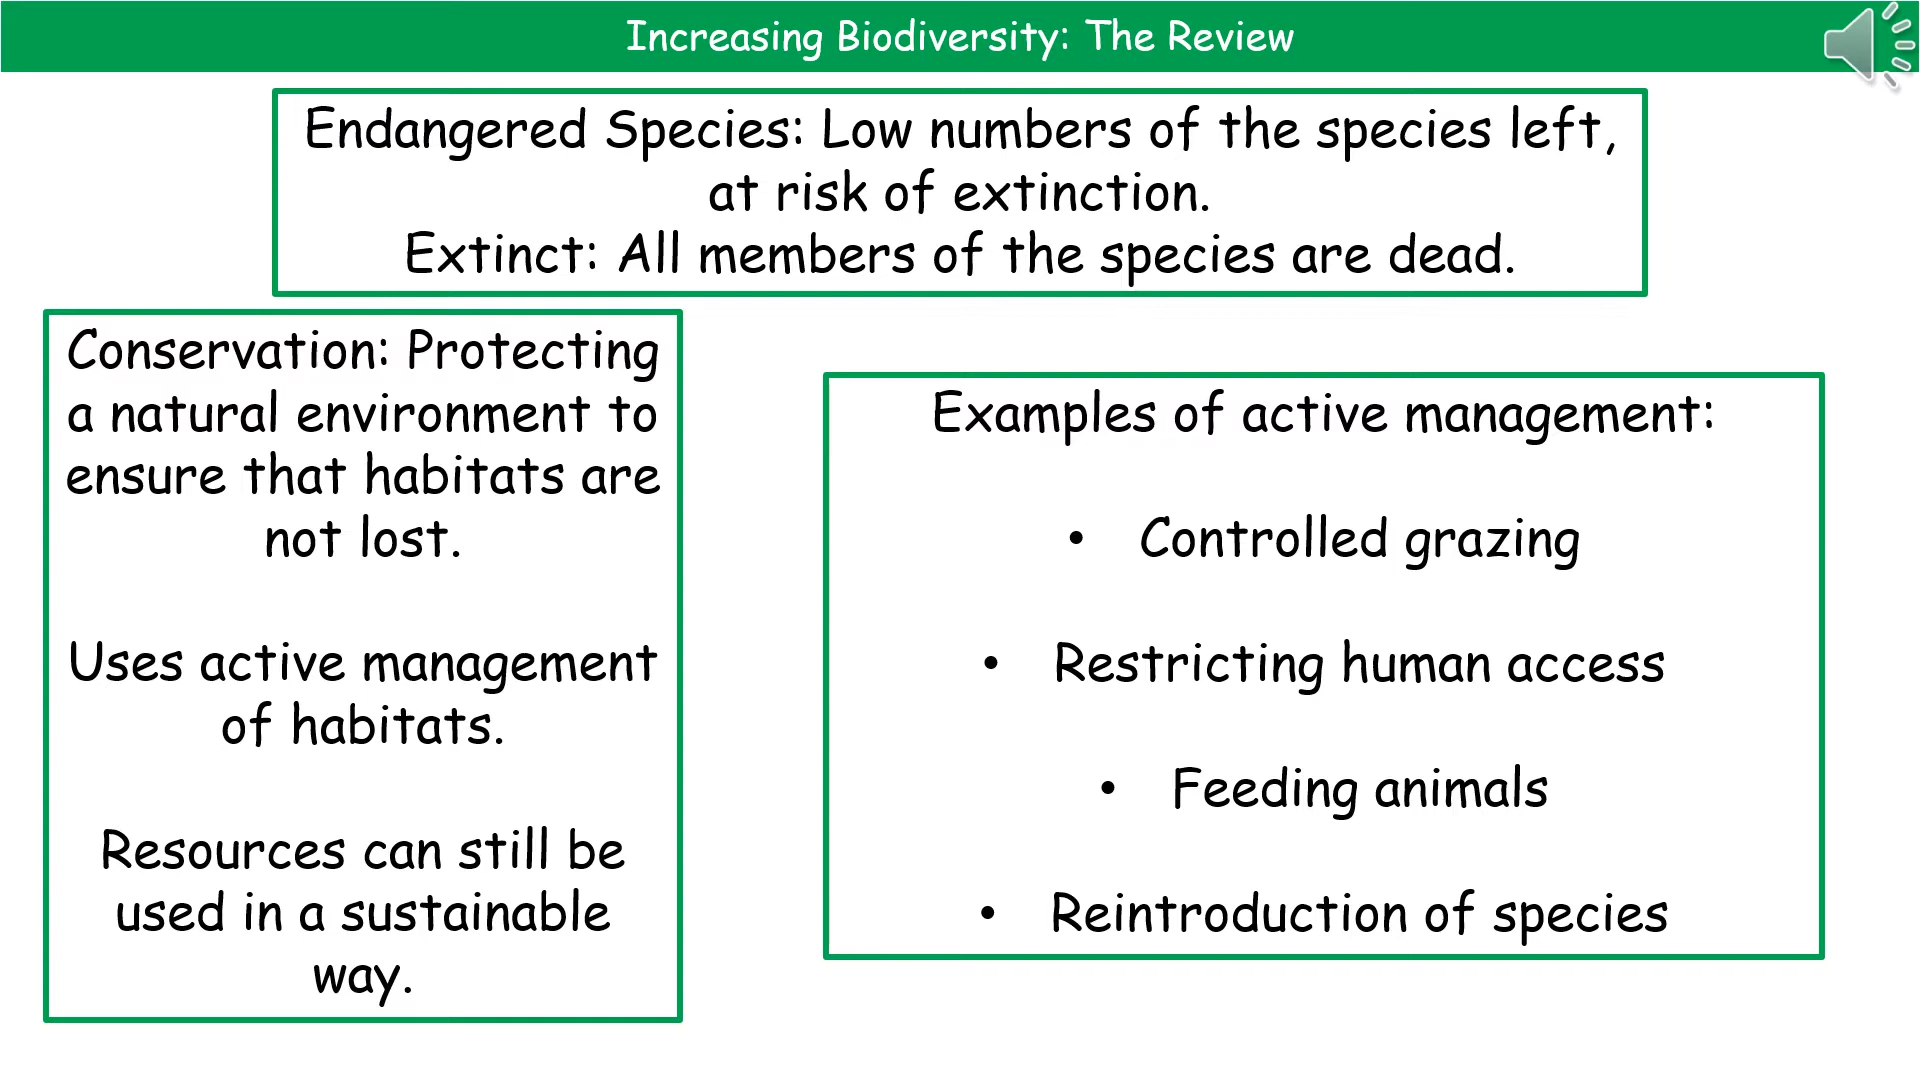 Increasing Biodiversity: The Review
Endangered Species: Low numbers of the species left,
at risk of extinction.
Extinct: All members of the species are dead.
Conservation: Protecting
a natural environment to
ensure that habitats are
not lost.
Uses active management
of habitats.
Resources can still be
used in a sustainable
way.
Examples of active management:
• Controlled grazing
• Restricting human access
• Feeding animals
• Reintroduction of species